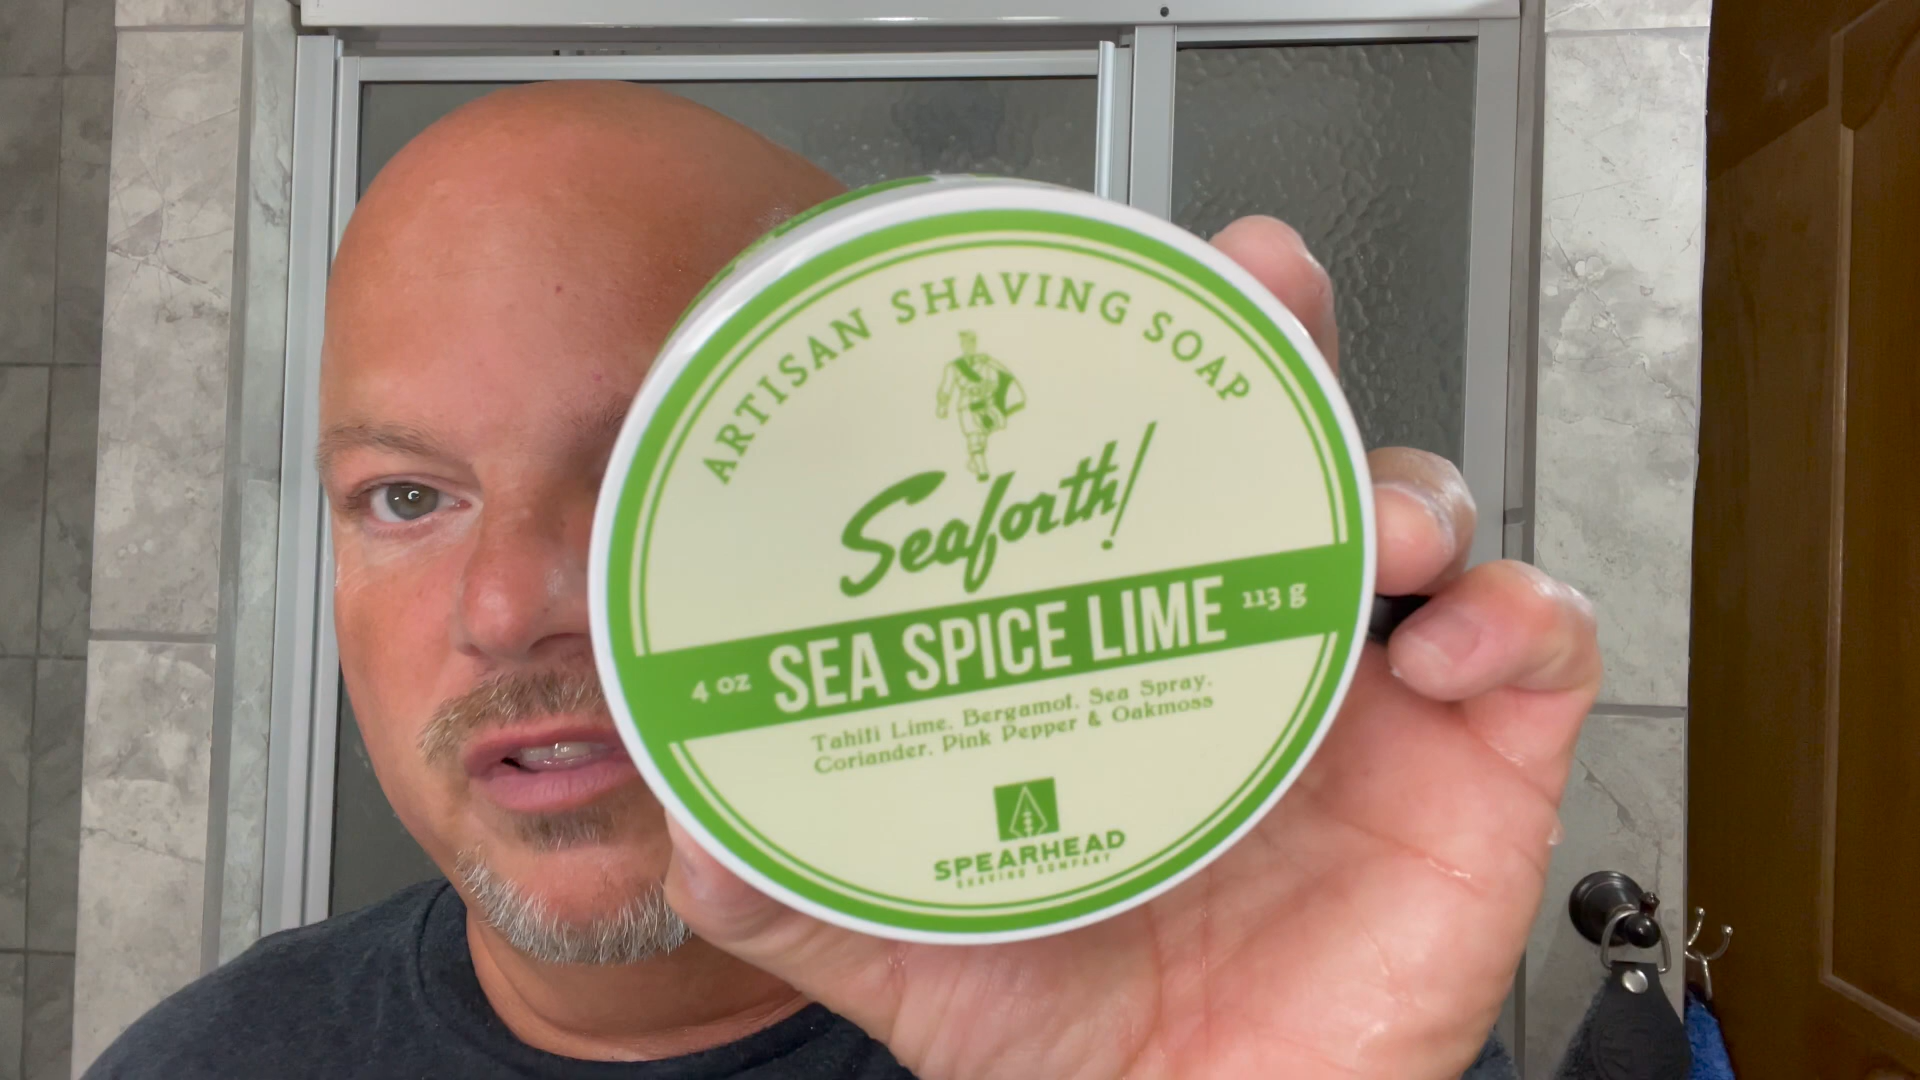 ARTISAN SHAVING SOAP
Seaforth!
4 oz SEA SPICE LIME 113 g
Tahiti Lime, Bergamot, Sea Spray,
Coriander, Pink Pepper & Oakmoss
SPEARHEAD
SHAVING COMPANY